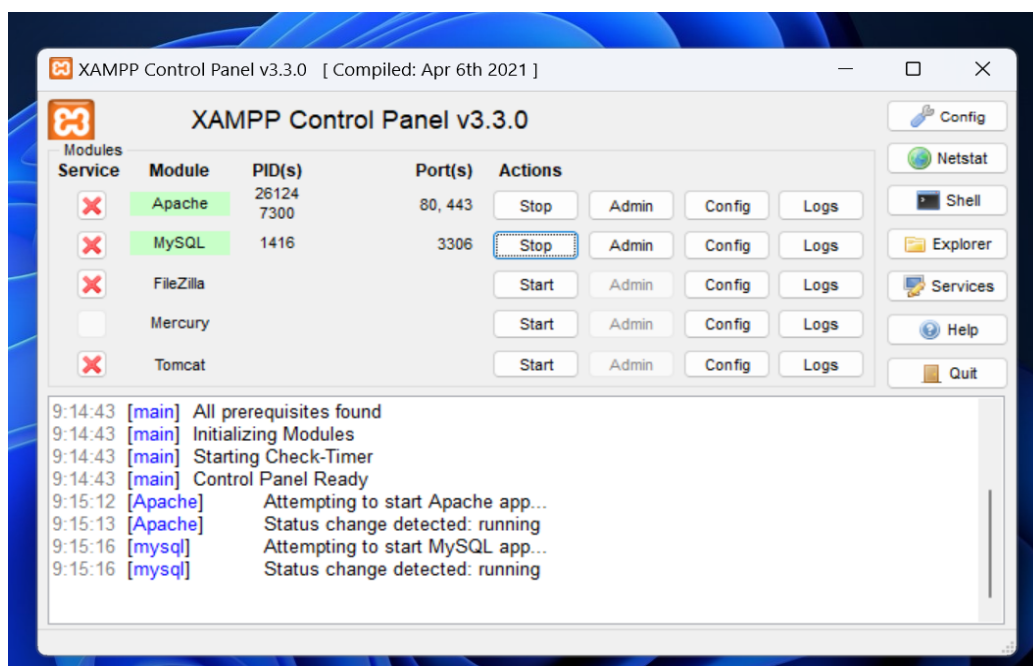 XAMPP Control Panel v3.3.0 [ Compiled: Apr 6th 2021 ]
XAMPP Control Panel v3.3.0
Config
Modules
Service Module PID(s) Port(s) Actions
Netstat
Apache 26124 7300 80, 443 Stop Admin Config Logs
Shell
MySQL 1416 3306 Stop Admin Config Logs
Explorer
FileZilla Start Admin Config Logs
Services
Mercury Start Admin Config Logs
Help
Tomcat Start Admin Config Logs
Quit
9:14:43 [main] All prerequisites found
9:14:43 [main] Initializing Modules
9:14:43 [main] Starting Check-Timer
9:14:43 [main] Control Panel Ready
9:15:12 [Apache] Attempting to start Apache app...
9:15:13 [Apache] Status change detected: running
9:15:16 [mysql] Attempting to start MySQL app...
9:15:16 [mysql] Status change detected: running